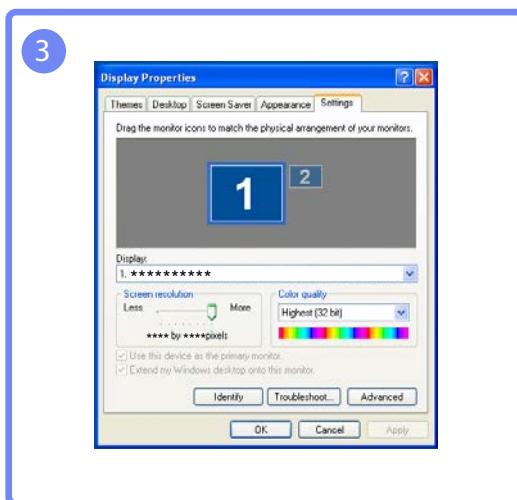 3
Display Properties
Themes Desktop Screen Saver Appearance Settings
Drag the monitor icons to match the physical arrangement of your monitors.
1 2
Display:
1. **********
Screen resolution Color quality
Less More Highest (32 bit)
**** by ****pixels
Use this device as the primary monitor.
Extend my Windows desktop onto this monitor.
Identify Troubleshoot... Advanced
OK Cancel Apply